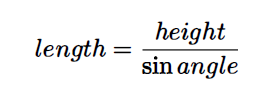 length = height / sin angle